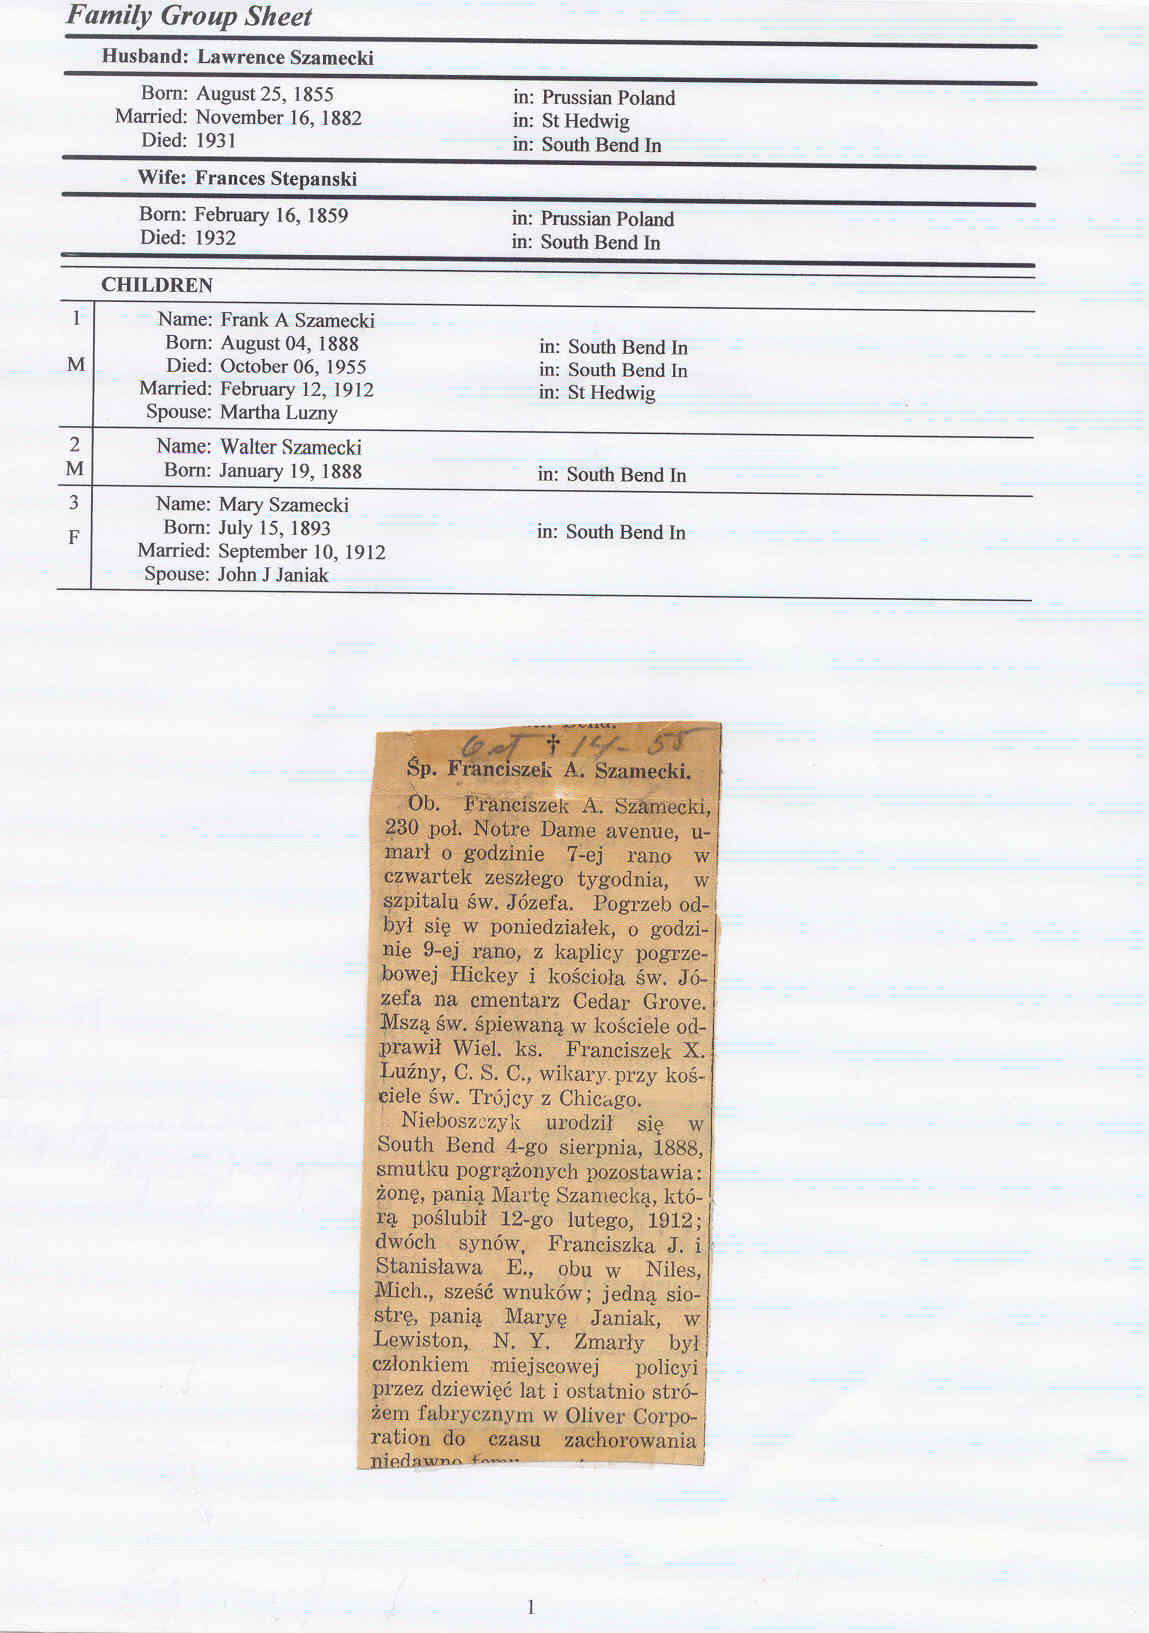 Family Group Sheet
Husband: Lawrence Szamecki
Born: August 25, 1855 in: Prussian Poland
Married: November 16, 1882 in: St Hedwig
Died: 1931 in: South Bend In
Wife: Frances Stepanski
Born: February 16, 1859 in: Prussian Poland
Died: 1932 in: South Bend In
CHILDREN
1 Name: Frank A Szamecki
Born: August 04, 1888 in: South Bend In
M Died: October 06, 1955 in: South Bend In
Married: February 12, 1912 in: St Hedwig
Spouse: Martha Luzny
2 Name: Walter Szamecki
M Born: January 19, 1888 in: South Bend In
3 Name: Mary Szamecki
Born: July 15, 1893 in: South Bend In
F
Married: September 10, 1912
Spouse: John J Janiak
Bend.
Oct † 14-55
Śp. Franciszek A. Szamecki.
Ob. Franciszek A. Szamecki,
230 poł. Notre Dame avenue, u-
marł o godzinie 7-ej rano w
czwartek zeszłego tygodnia, w
szpitalu św. Józefa. Pogrzeb od-
był się w poniedziałek, o godzi-
nie 9-ej rano, z kaplicy pogrze-
bowej Hickey i kościoła św. Jó-
zefa na cmentarz Cedar Grove.
Mszą św. śpiewaną w kościele od-
prawił Wiel. ks. Franciszek X.
Luźny, C. S. C., wikary przy koś-
ciele św. Trójcy z Chicago.
Nieboszczyk urodził się w
South Bend 4-go sierpnia, 1888,
smutku pogrążonych pozostawia:
żonę, panią Martę Szamecką, któ-
rą poślubił 12-go lutego, 1912;
dwóch synów, Franciszka J. i
Stanisława E., obu w Niles,
Mich., sześć wnuków; jedną sio-
strę, panią Maryę Janiak, w
Lewiston, N. Y. Zmarły był
członkiem miejscowej policyi
przez dziewięć lat i ostatnio stró-
żem fabrycznym w Oliver Corpo-
ration do czasu zachorowania
niedawno temu
1